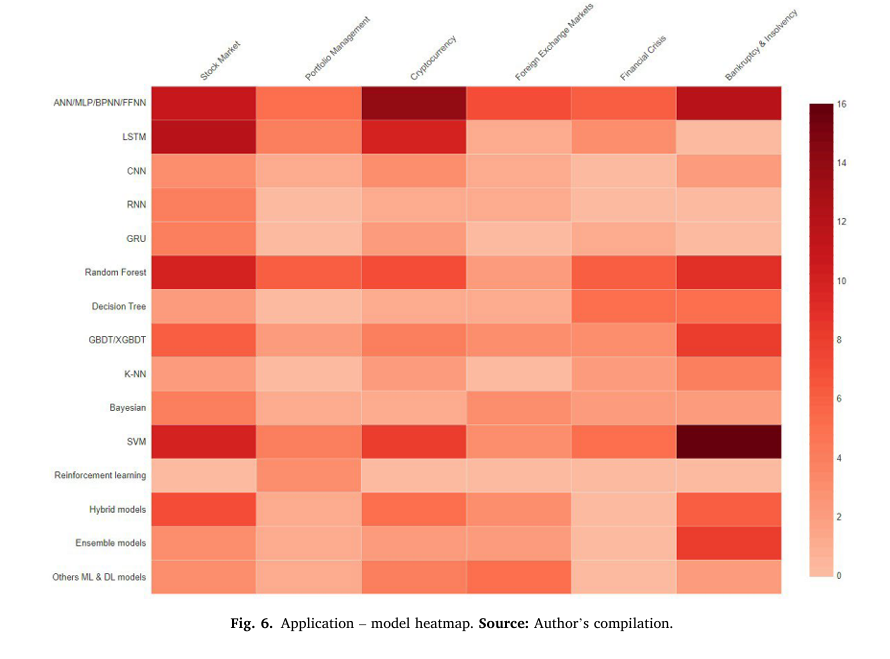 Stock Market
Portfolio Management
Cryptocurrency
Foreign Exchange Markets
Financial Crisis
Bankruptcy & Insolvency
ANN/MLP/BPNN/FFNN
LSTM
CNN
RNN
GRU
Random Forest
Decision Tree
GBDT/XGBDT
K-NN
Bayesian
SVM
Reinforcement learning
Hybrid models
Ensemble models
Others ML & DL models
16
14
12
10
8
6
4
2
0
Fig. 6. Application – model heatmap. Source: Author's compilation.